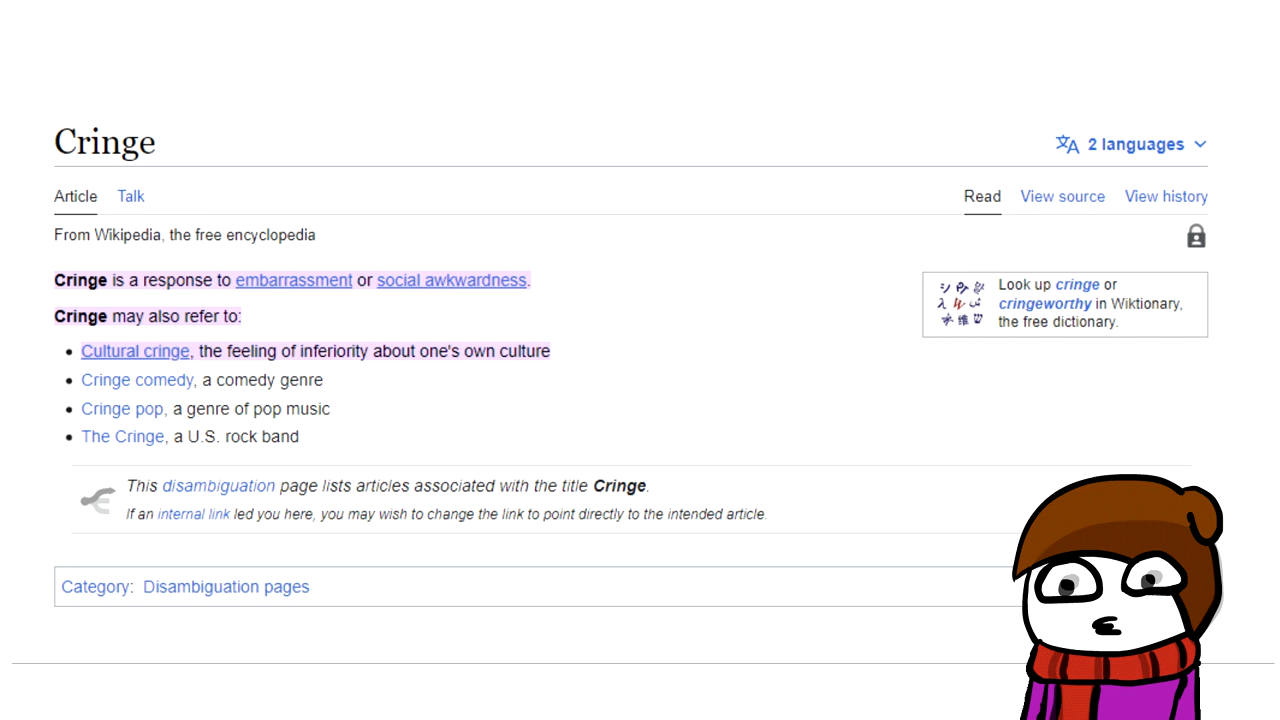 Cringe
2 languages
Article Talk Read View source View history
From Wikipedia, the free encyclopedia
Cringe is a response to embarrassment or social awkwardness.
Cringe may also refer to:
Cultural cringe, the feeling of inferiority about one's own culture
Cringe comedy, a comedy genre
Cringe pop, a genre of pop music
The Cringe, a U.S. rock band
Look up cringe or
cringeworthy in Wiktionary,
the free dictionary.
This disambiguation page lists articles associated with the title Cringe.
If an internal link led you here, you may wish to change the link to point directly to the intended article.
Category: Disambiguation pages